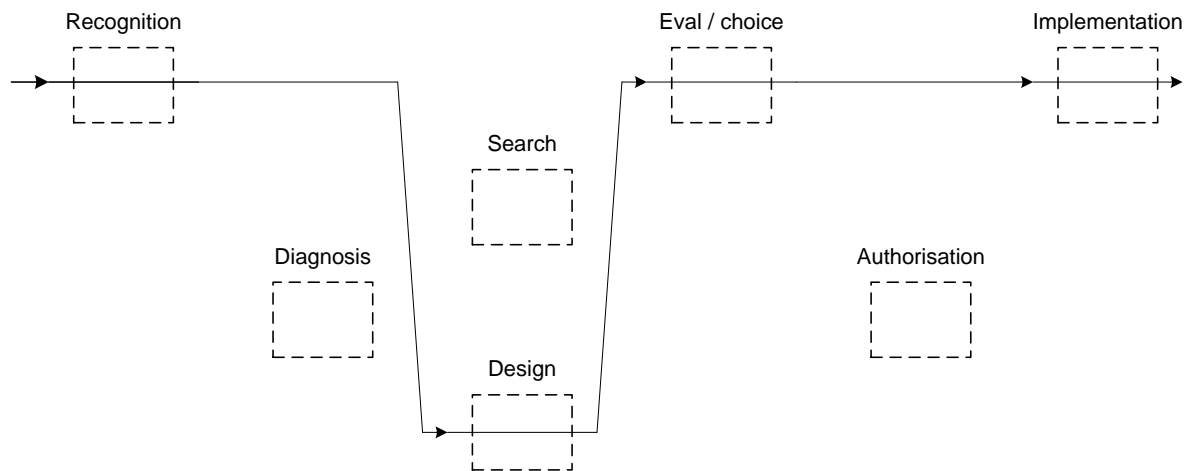 Recognition
Eval / choice
Implementation
Search
Diagnosis
Authorisation
Design